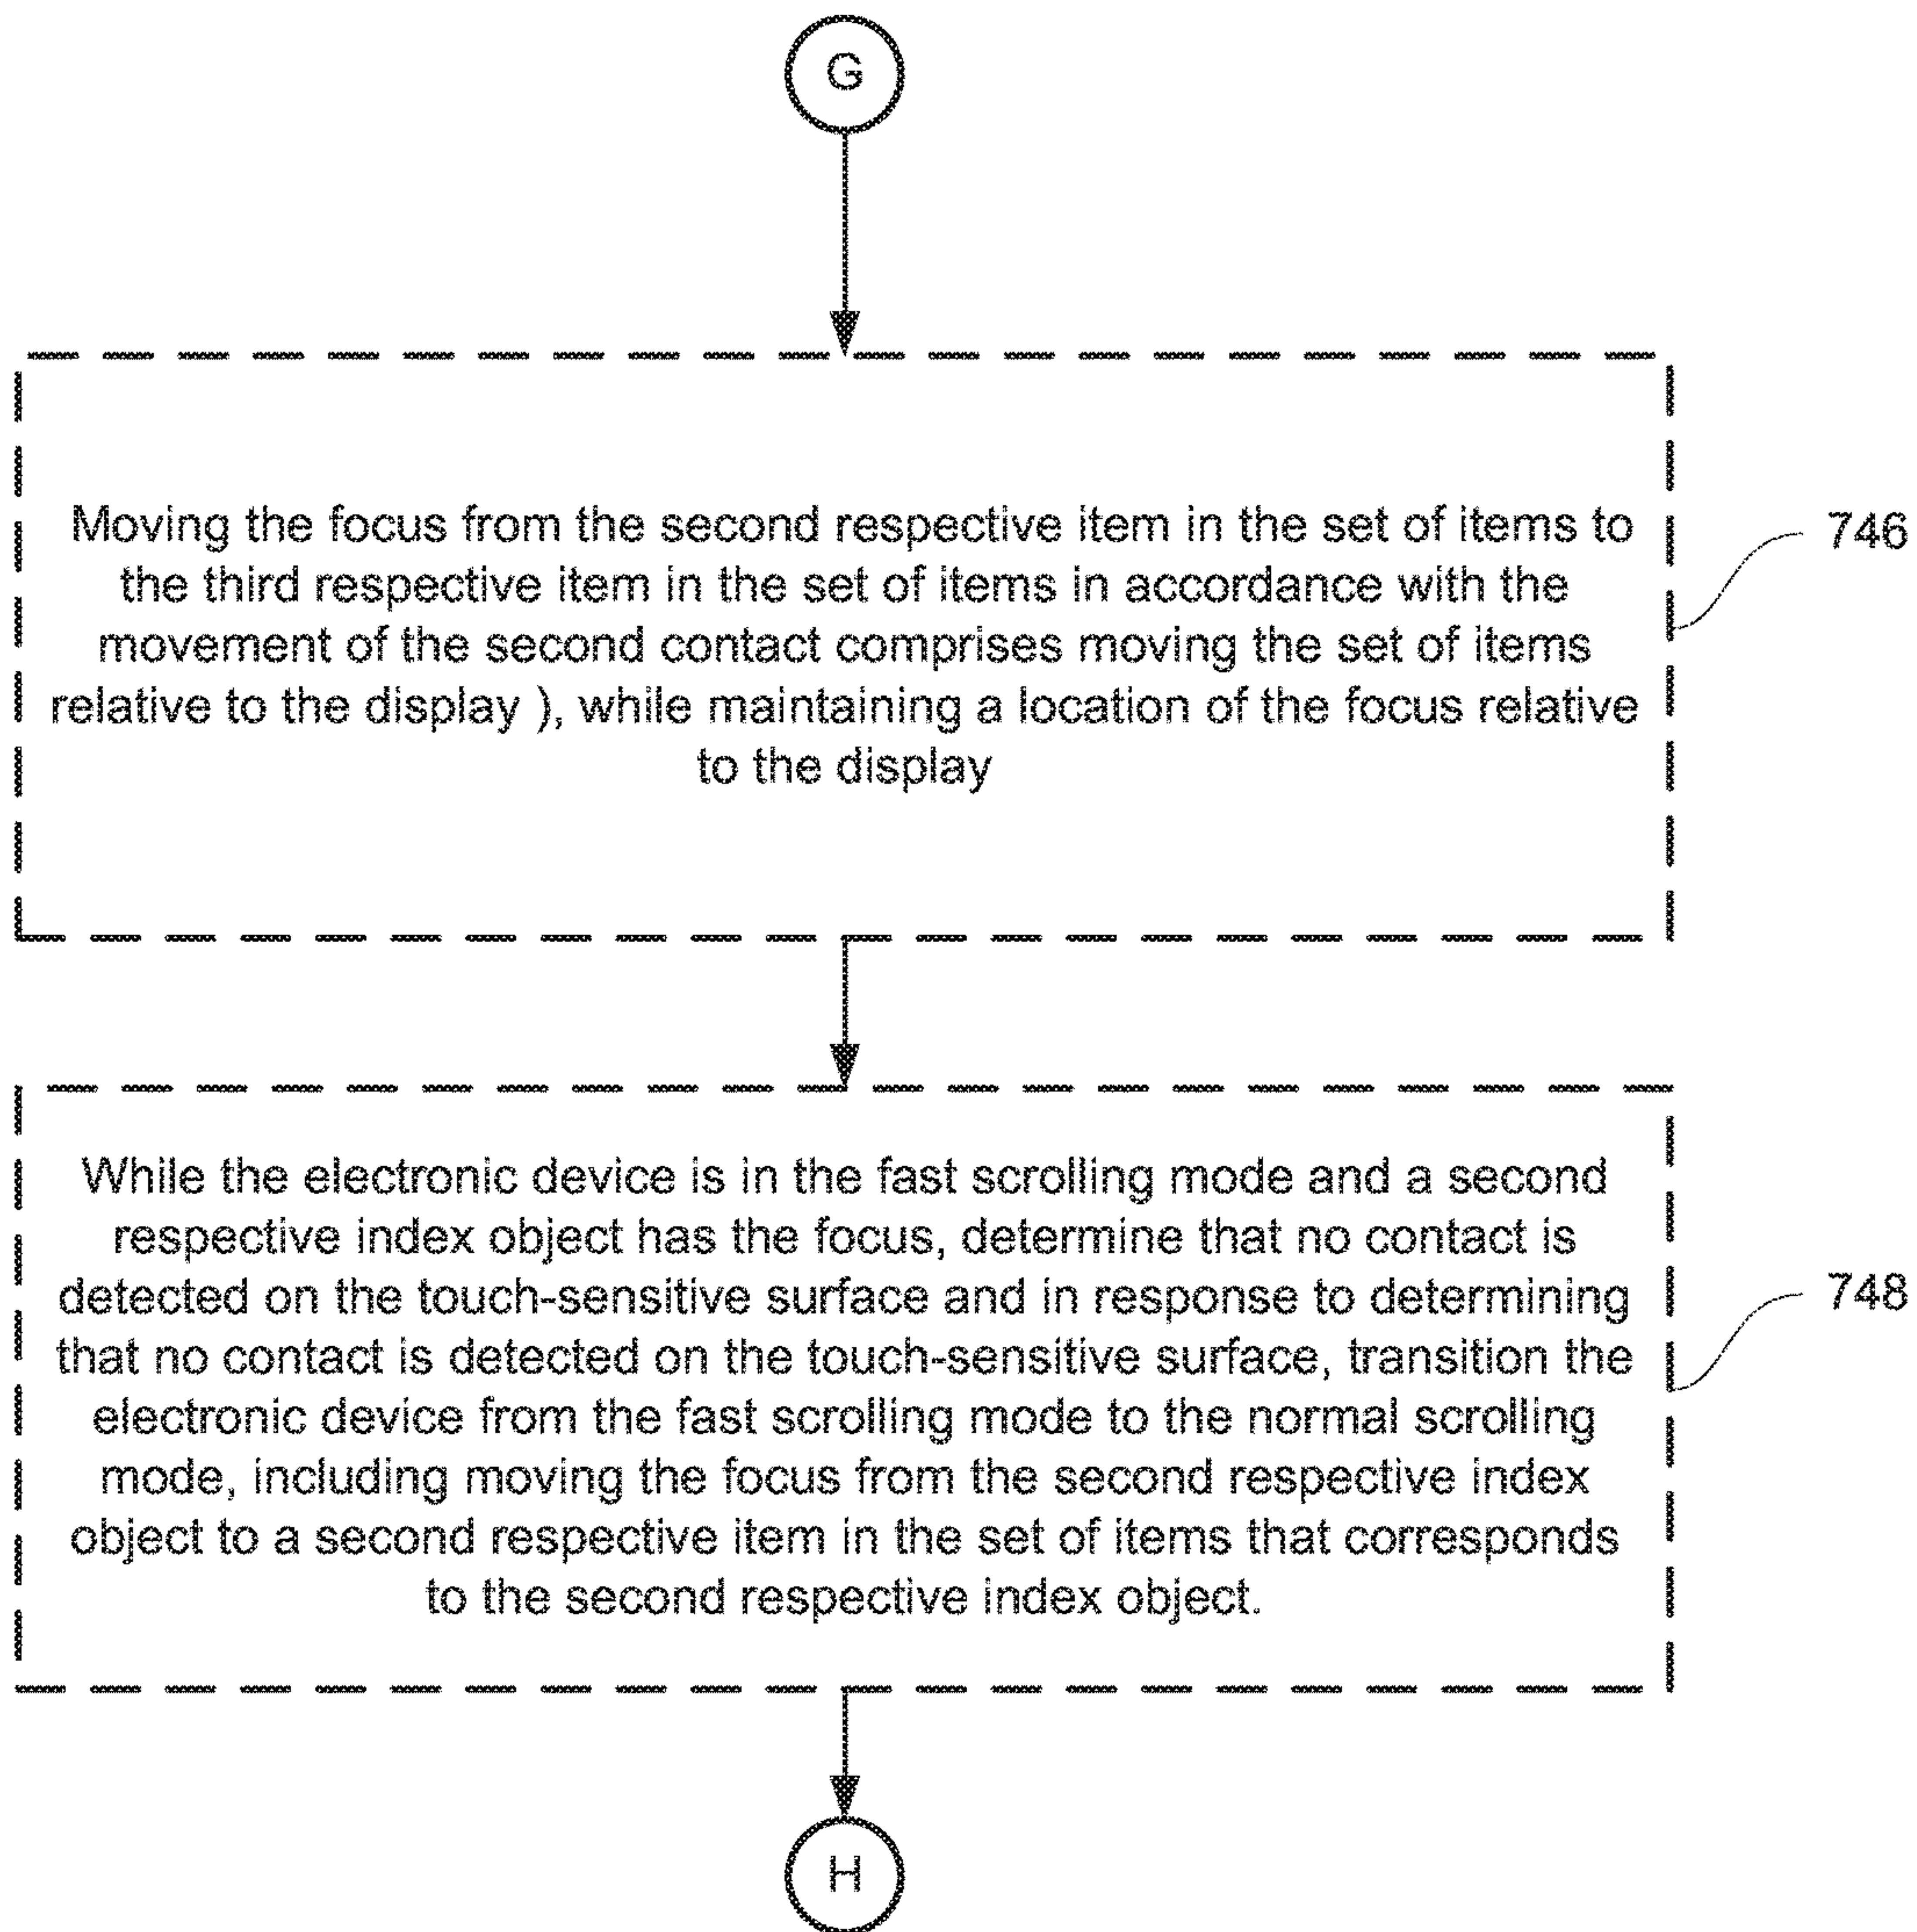 G
Moving the focus from the second respective item in the set of items to
the third respective item in the set of items in accordance with the
movement of the second contact comprises moving the set of items
relative to the display ), while maintaining a location of the focus relative
to the display
746
While the electronic device is in the fast scrolling mode and a second
respective index object has the focus, determine that no contact is
detected on the touch-sensitive surface and in response to determining
that no contact is detected on the touch-sensitive surface, transition the
electronic device from the fast scrolling mode to the normal scrolling
mode, including moving the focus from the second respective index
object to a second respective item in the set of items that corresponds
to the second respective index object.
748
H